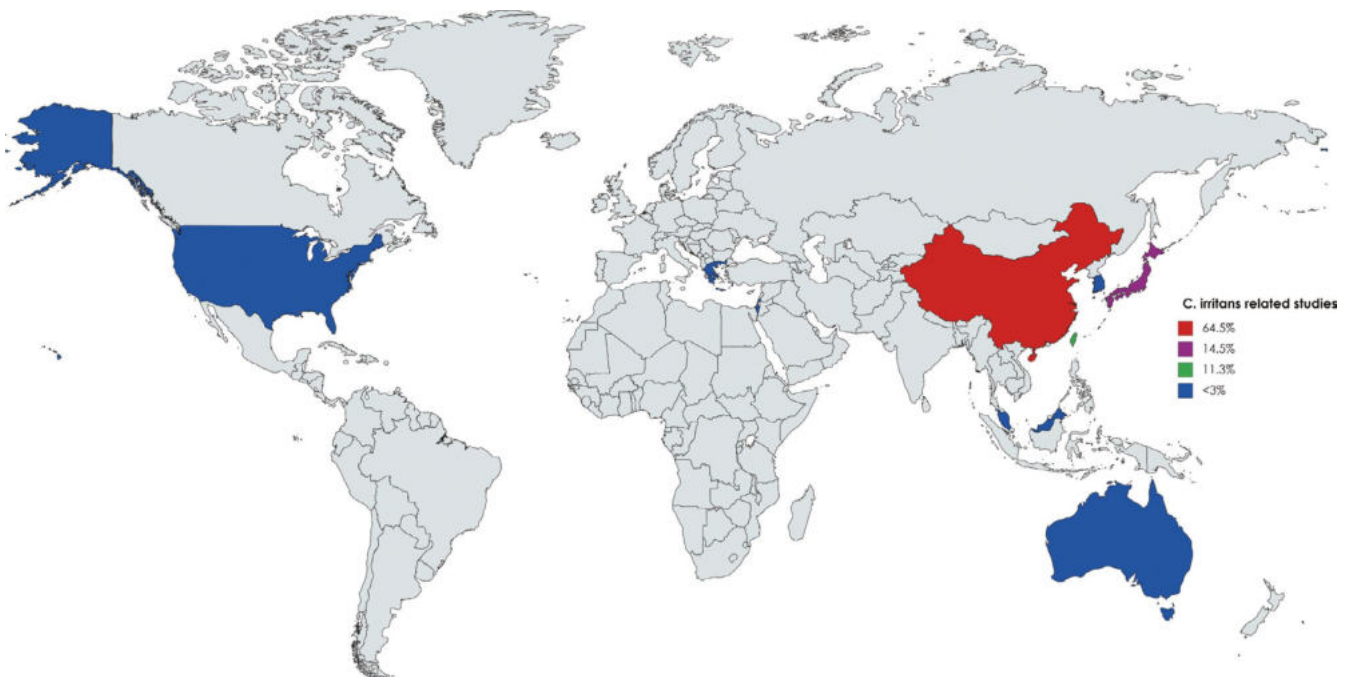 C. irritans related studies
64.5%
14.5%
11.3%
<3%